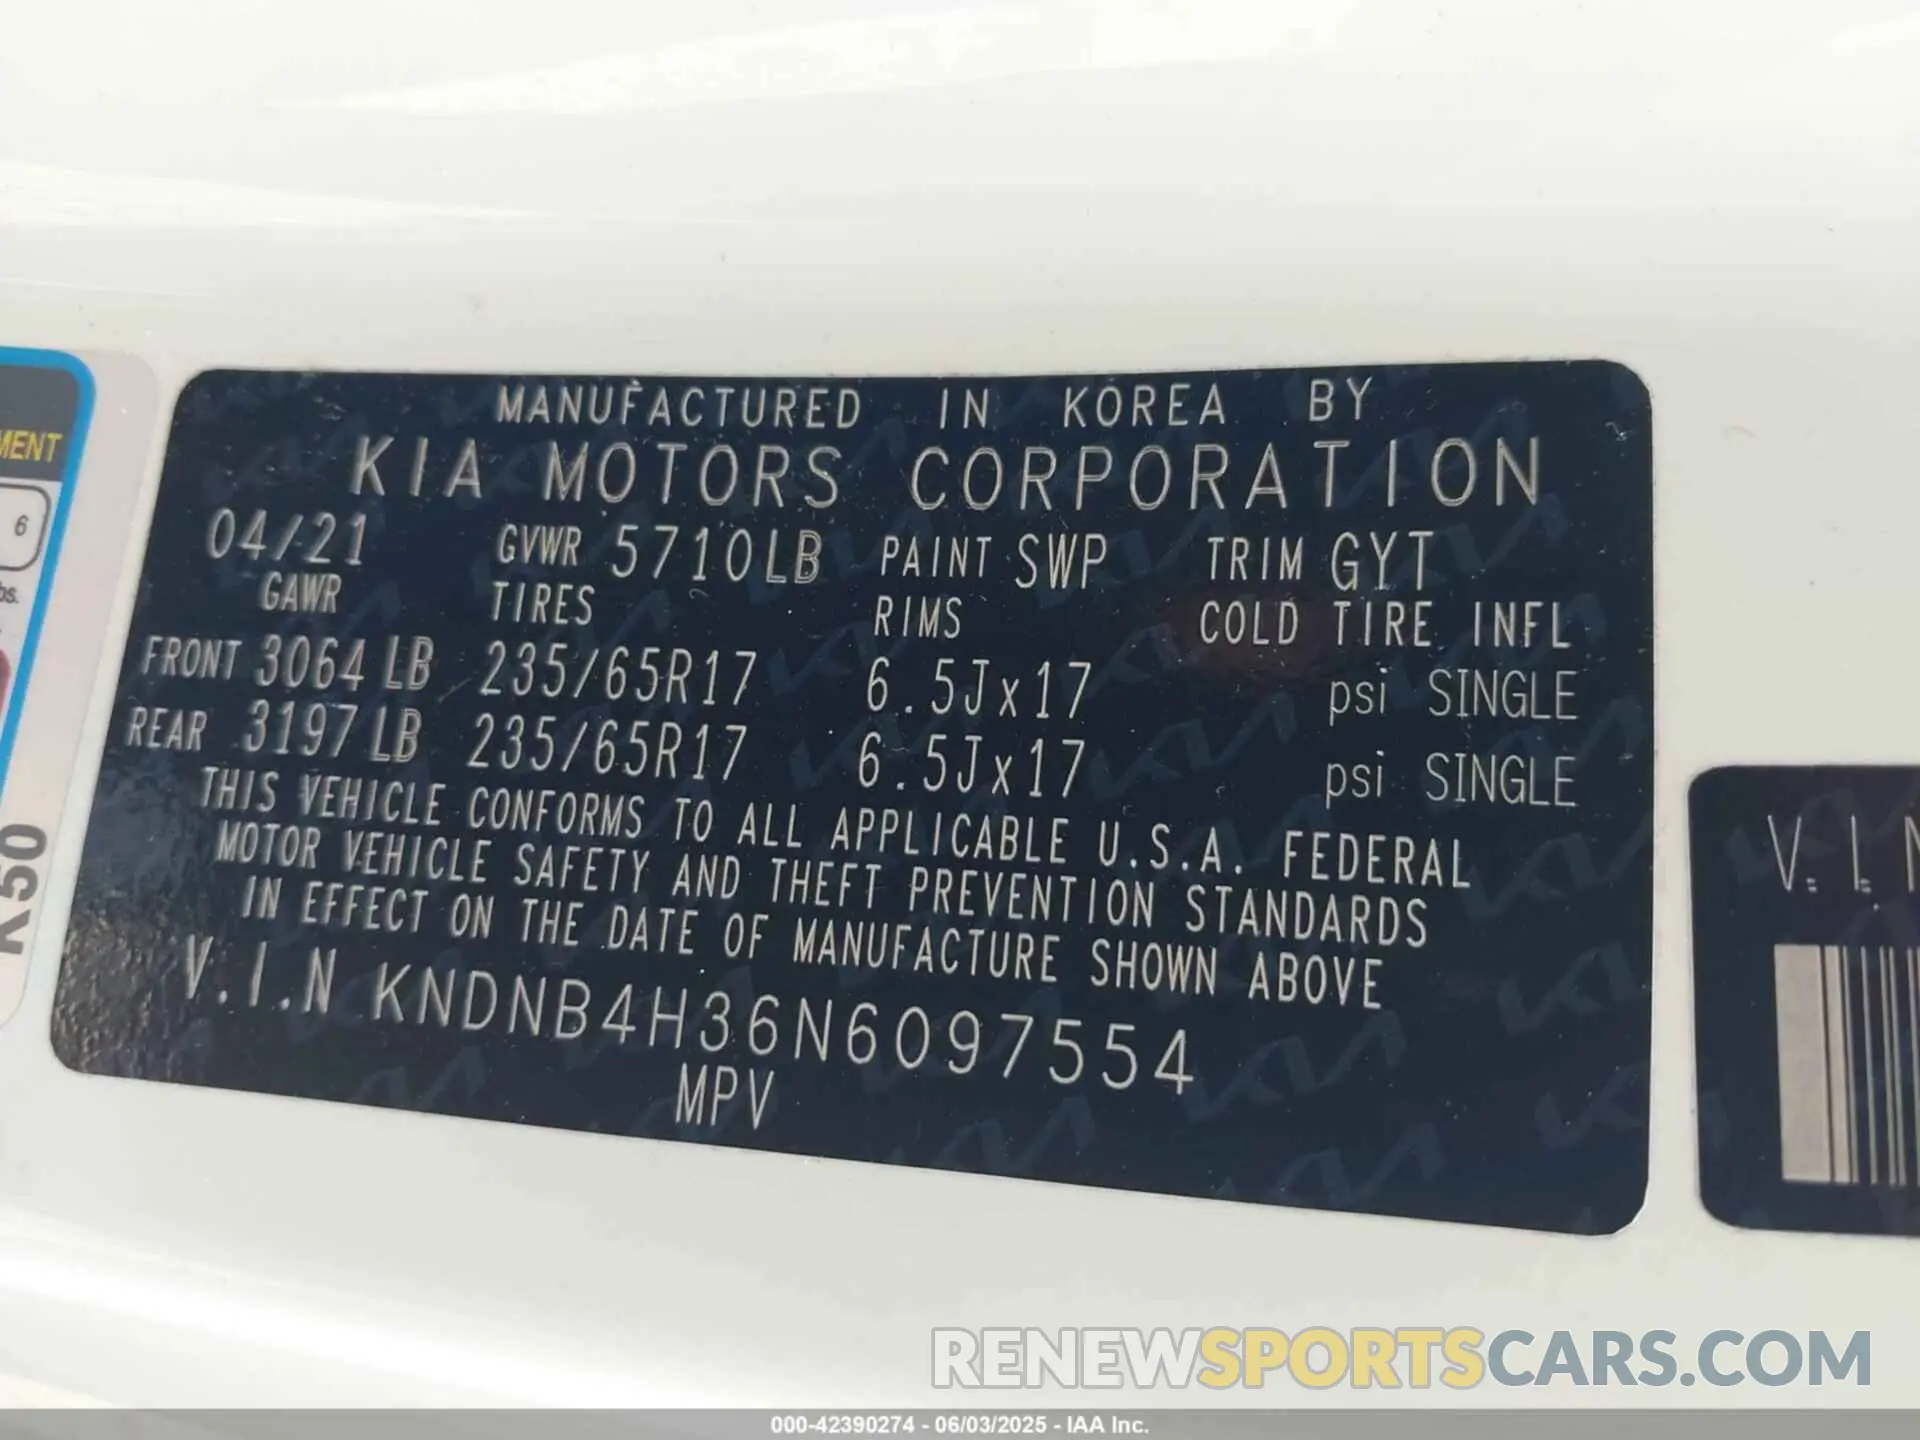 MANUFACTURED IN KOREA BY
KIA MOTORS CORPORATION
04/21 GVWR 5710LB PAINT SWP TRIM GYT
GAWR TIRES RIMS COLD TIRE INFL
FRONT 3064 LB 235/65R17 6.5Jx17 psi SINGLE
REAR 3197 LB 235/65R17 6.5Jx17 psi SINGLE
THIS VEHICLE CONFORMS TO ALL APPLICABLE U.S.A. FEDERAL
MOTOR VEHICLE SAFETY AND THEFT PREVENTION STANDARDS
IN EFFECT ON THE DATE OF MANUFACTURE SHOWN ABOVE
V.I.N KNDNB4H36N6097554
MPV
MENT
6
bs.
K50
V.I.N
RENEWSPORTSCARS.COM
000-42390274 - 06/03/2025 - IAA Inc.